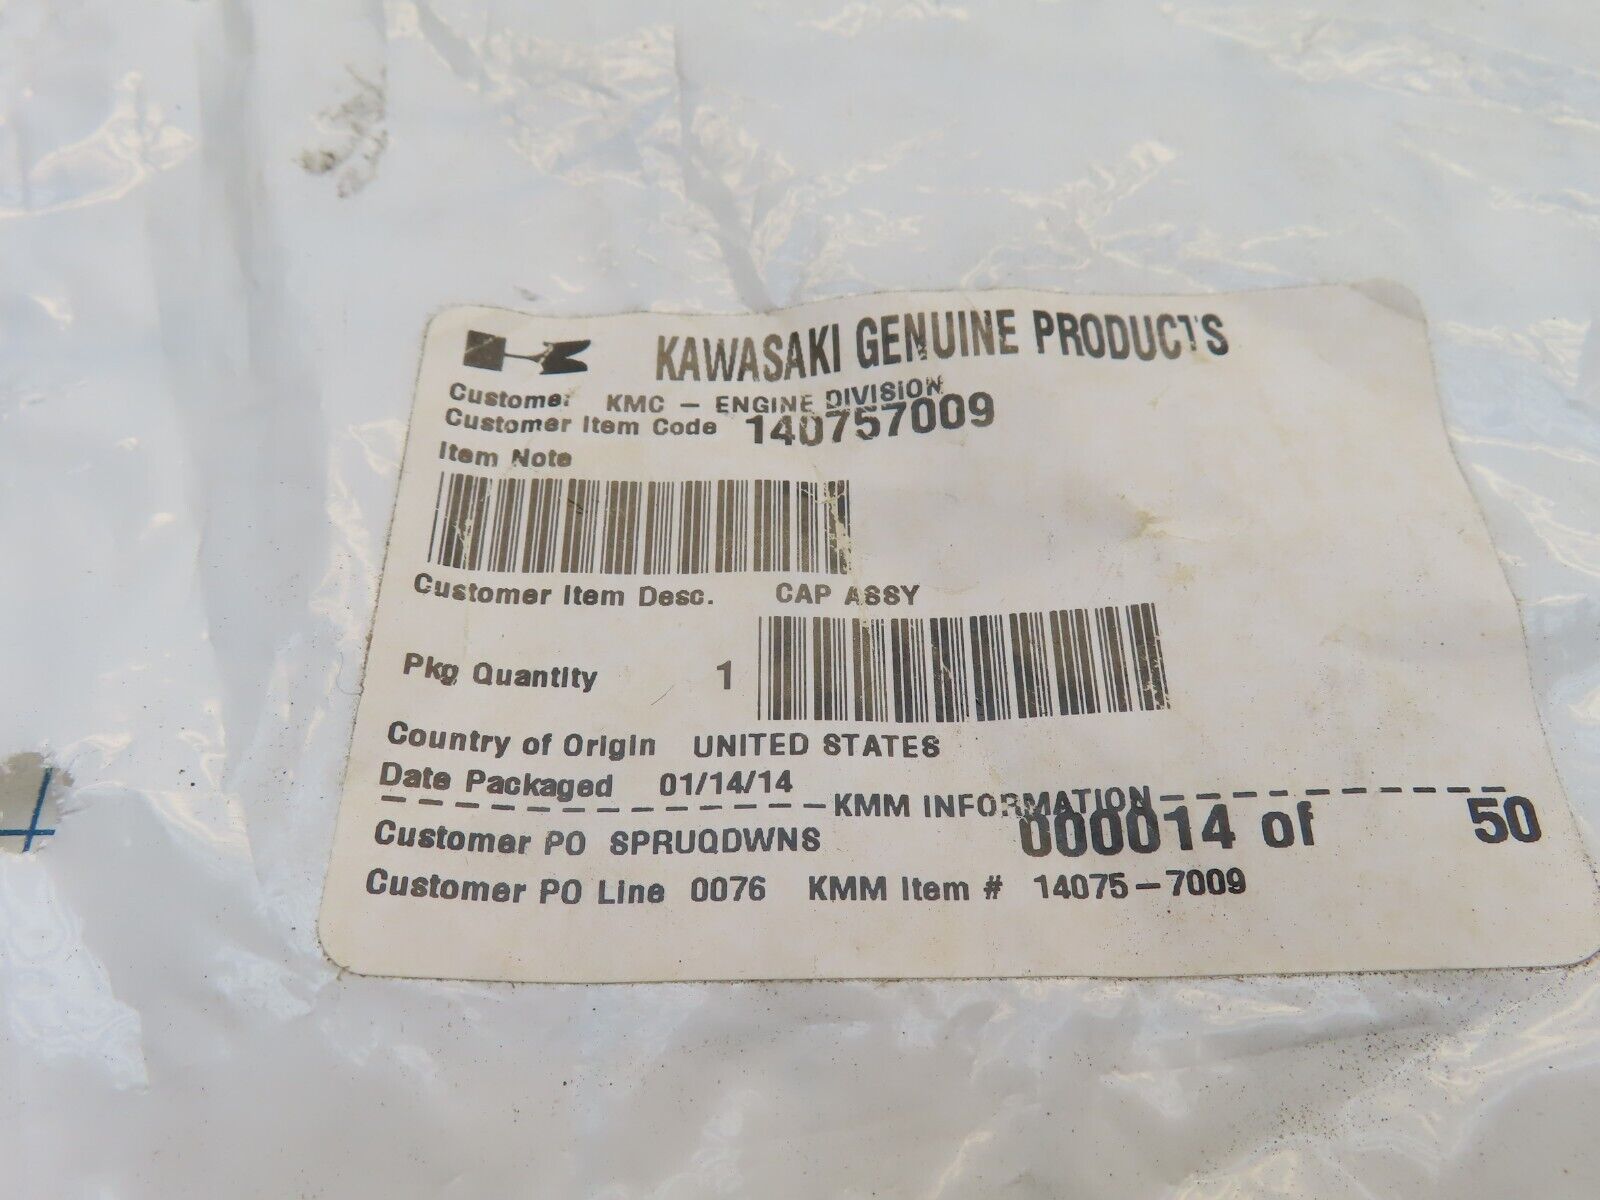 KAWASAKI GENUINE PRODUCTS
Customer KMC - ENGINE DIVISION
Customer Item Code 140757009
Item Note
Customer Item Desc. CAP ASSY
Pkg Quantity 1
Country of Origin UNITED STATES
Date Packaged 01/14/14
KMM INFORMATION
000014 of 50
Customer PO SPRUQDWNS
Customer PO Line 0076 KMM Item # 14075-7009